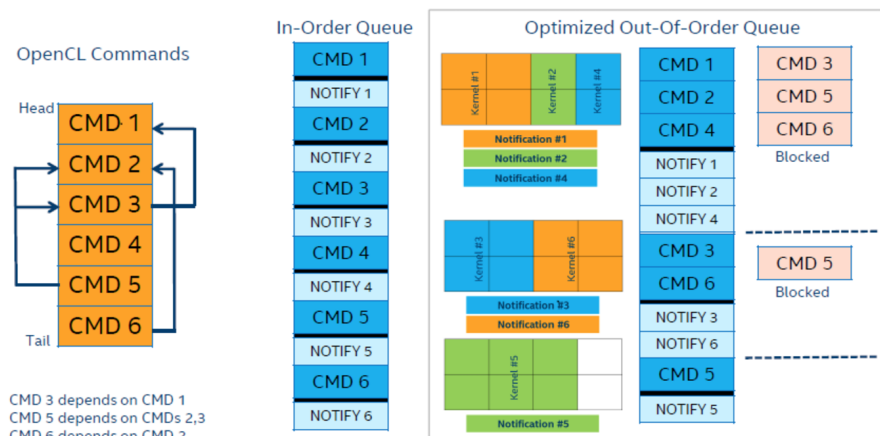 OpenCL Commands
Head
CMD 1
CMD 2
CMD 3
CMD 4
CMD 5
CMD 6
Tail
CMD 3 depends on CMD 1
CMD 5 depends on CMDs 2,3
CMD 6 depends on CMD 2
In-Order Queue
CMD 1
NOTIFY 1
CMD 2
NOTIFY 2
CMD 3
NOTIFY 3
CMD 4
NOTIFY 4
CMD 5
NOTIFY 5
CMD 6
NOTIFY 6
Optimized Out-Of-Order Queue
Kernel #1
Kernel #2
Kernel #4
Notification #1
Notification #2
Notification #4
Kernel #3
Kernel #6
Notification #3
Notification #6
Kernel #5
Notification #5
CMD 1
CMD 2
CMD 4
NOTIFY 1
NOTIFY 2
NOTIFY 4
CMD 3
CMD 6
NOTIFY 3
NOTIFY 6
CMD 5
NOTIFY 5
CMD 3
CMD 5
CMD 6
Blocked
CMD 5
Blocked